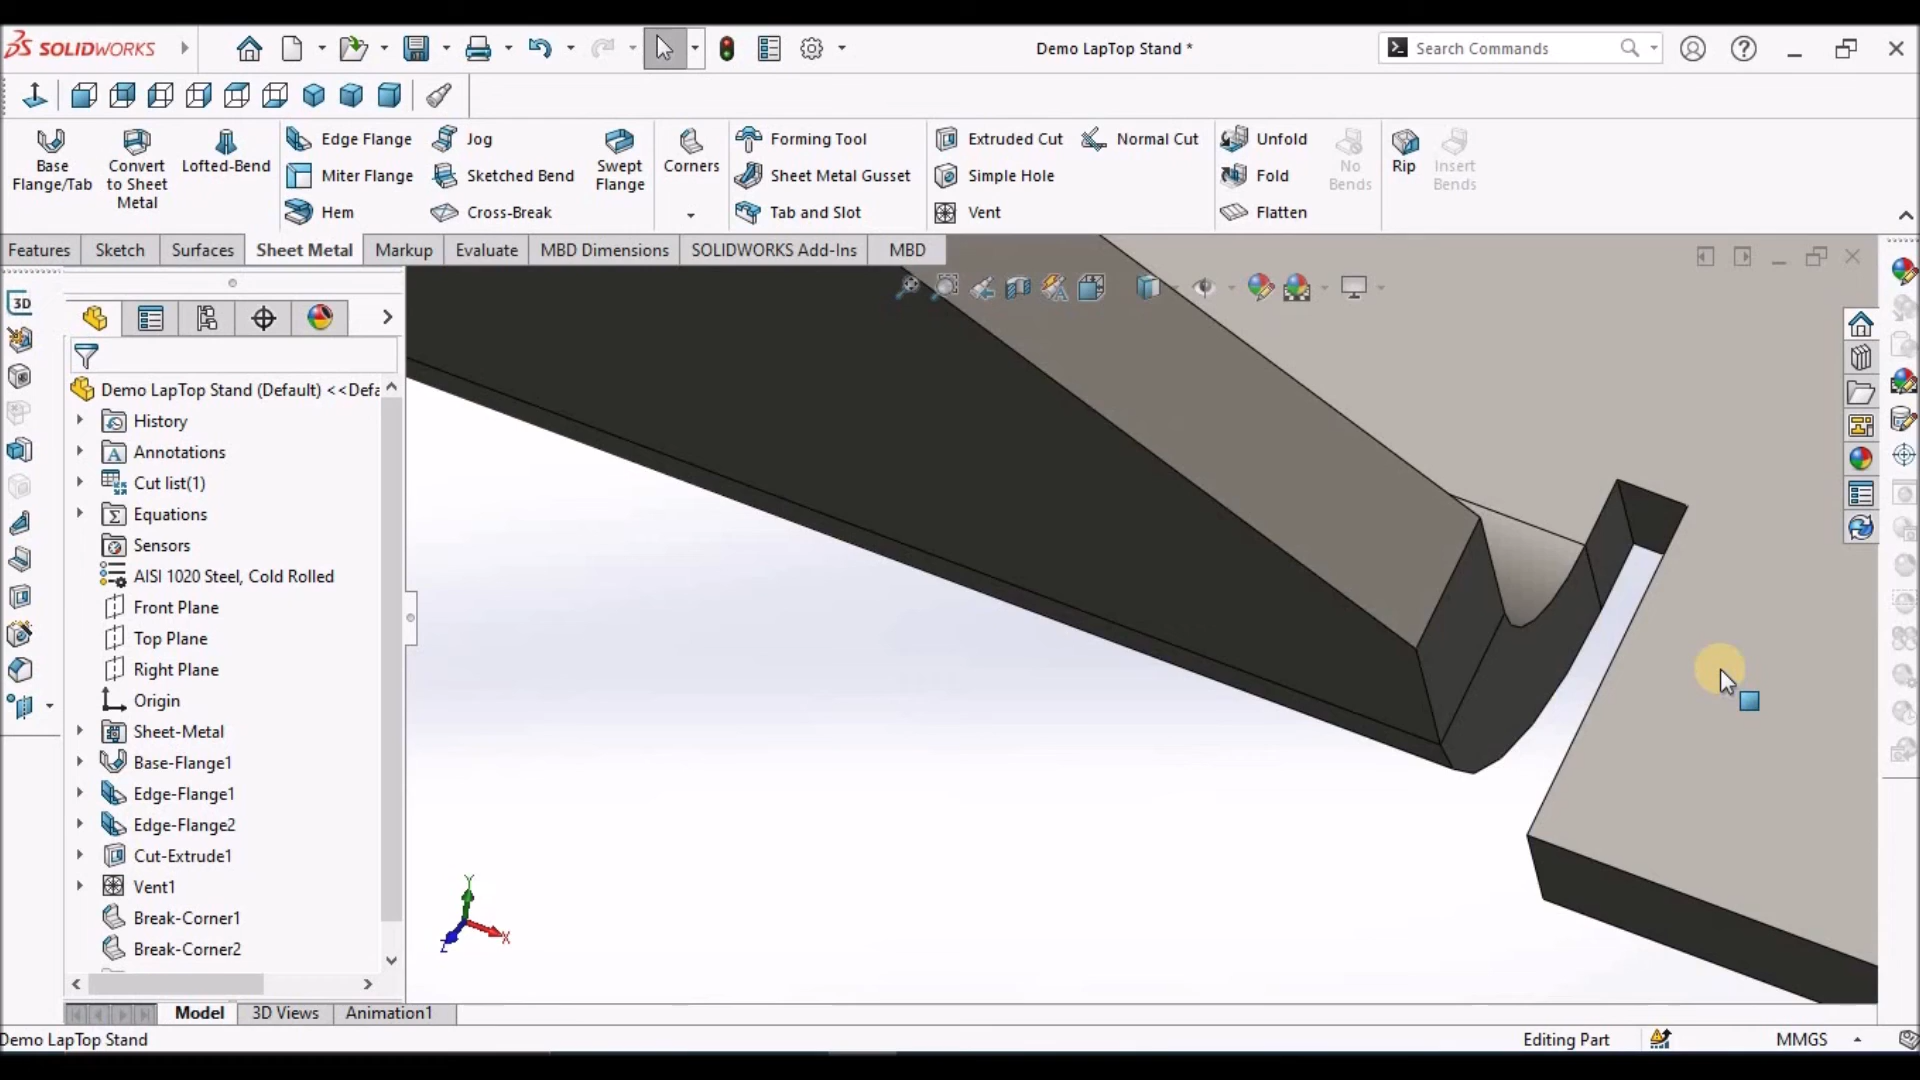 SOLIDWORKS
Demo LapTop Stand *
Search Commands
Base Flange/Tab
Convert to Sheet Metal
Lofted-Bend
Edge Flange
Miter Flange
Hem
Jog
Sketched Bend
Cross-Break
Swept Flange
Corners
Forming Tool
Sheet Metal Gusset
Tab and Slot
Extruded Cut
Simple Hole
Vent
Normal Cut
Unfold
Fold
Flatten
No Bends
Rip
Insert Bends
Features
Sketch
Surfaces
Sheet Metal
Markup
Evaluate
MBD Dimensions
SOLIDWORKS Add-Ins
MBD
3D
Demo LapTop Stand (Default) <<Defa
History
Annotations
Cut list(1)
Equations
Sensors
AISI 1020 Steel, Cold Rolled
Front Plane
Top Plane
Right Plane
Origin
Sheet-Metal
Base-Flange1
Edge-Flange1
Edge-Flange2
Cut-Extrude1
Vent1
Break-Corner1
Break-Corner2
Y
X
Z
Model
3D Views
Animation1
Demo LapTop Stand
Editing Part
MMGS